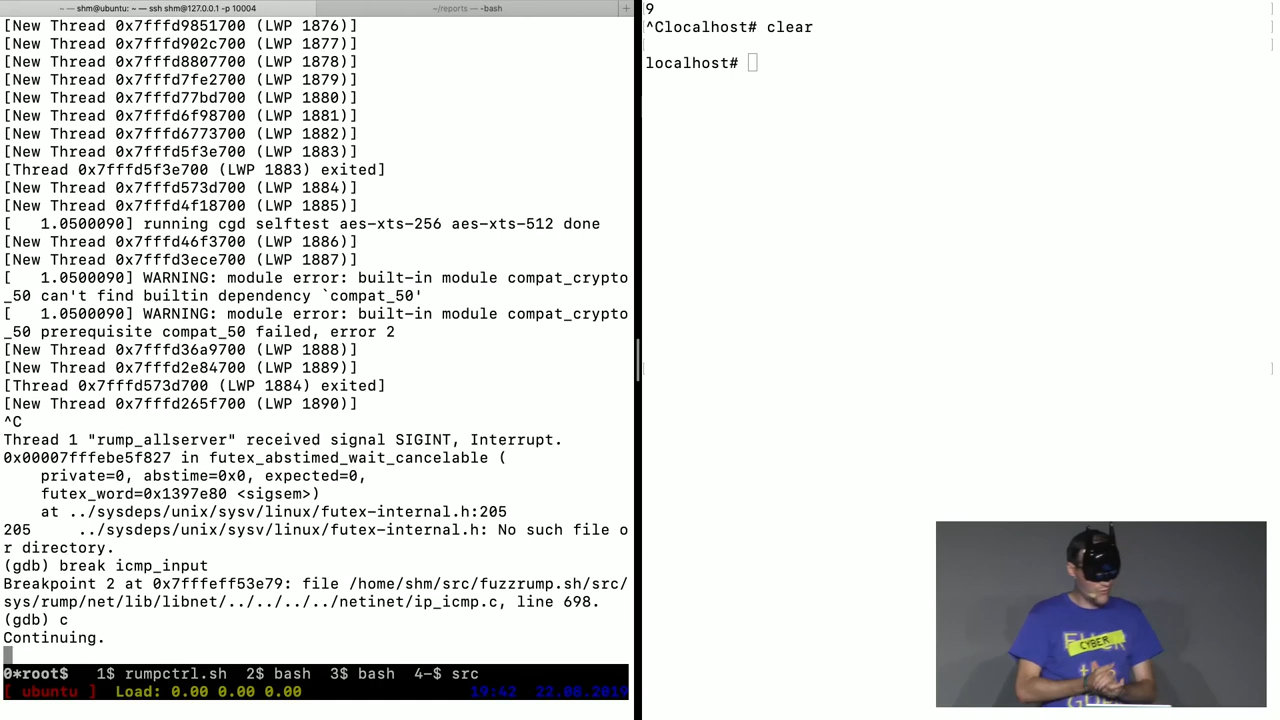 ~ — shm@ubuntu: ~ — ssh shm@127.0.0.1 -p 10004
~/reports — -bash
+
[New Thread 0x7fffd9851700 (LWP 1876)]
[New Thread 0x7fffd902c700 (LWP 1877)]
[New Thread 0x7fffd8807700 (LWP 1878)]
[New Thread 0x7fffd7fe2700 (LWP 1879)]
[New Thread 0x7fffd77bd700 (LWP 1880)]
[New Thread 0x7fffd6f98700 (LWP 1881)]
[New Thread 0x7fffd6773700 (LWP 1882)]
[New Thread 0x7fffd5f3e700 (LWP 1883)]
[Thread 0x7fffd5f3e700 (LWP 1883) exited]
[New Thread 0x7fffd573d700 (LWP 1884)]
[New Thread 0x7fffd4f18700 (LWP 1885)]
[   1.0500090] running cgd selftest aes-xts-256 aes-xts-512 done
[New Thread 0x7fffd46f3700 (LWP 1886)]
[New Thread 0x7fffd3ece700 (LWP 1887)]
[   1.0500090] WARNING: module error: built-in module compat_crypto
_50 can't find builtin dependency `compat_50'
[   1.0500090] WARNING: module error: built-in module compat_crypto
_50 prerequisite compat_50 failed, error 2
[New Thread 0x7fffd36a9700 (LWP 1888)]
[New Thread 0x7fffd2e84700 (LWP 1889)]
[Thread 0x7fffd573d700 (LWP 1884) exited]
[New Thread 0x7fffd265f700 (LWP 1890)]
^C
Thread 1 "rump_allserver" received signal SIGINT, Interrupt.
0x00007fffebe5f827 in futex_abstimed_wait_cancelable (
    private=0, abstime=0x0, expected=0,
    futex_word=0x1397e80 <sigsem>)
    at ../sysdeps/unix/sysv/linux/futex-internal.h:205
205     ../sysdeps/unix/sysv/linux/futex-internal.h: No such file o
r directory.
(gdb) break icmp_input
Breakpoint 2 at 0x7fffeff53e79: file /home/shm/src/fuzzrump.sh/src/
sys/rump/net/lib/libnet/../../../../netinet/ip_icmp.c, line 698.
(gdb) c
Continuing.
0*root$   1$ rumpctrl.sh  2$ bash  3$ bash  4-$ src
[ ubuntu ]  Load: 0.00 0.00 0.00   19:42  22.08.2019
9
^Clocalhost# clear
localhost#
CYBER